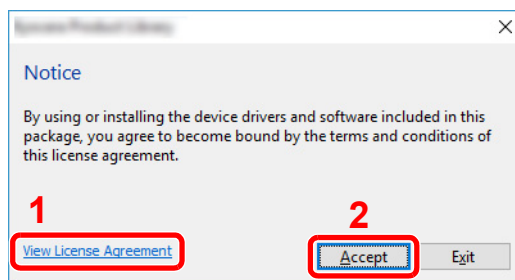 Notice
By using or installing the device drivers and software included in this
package, you agree to become bound by the terms and conditions of
this license agreement.
1
2
View License Agreement
Accept
Exit